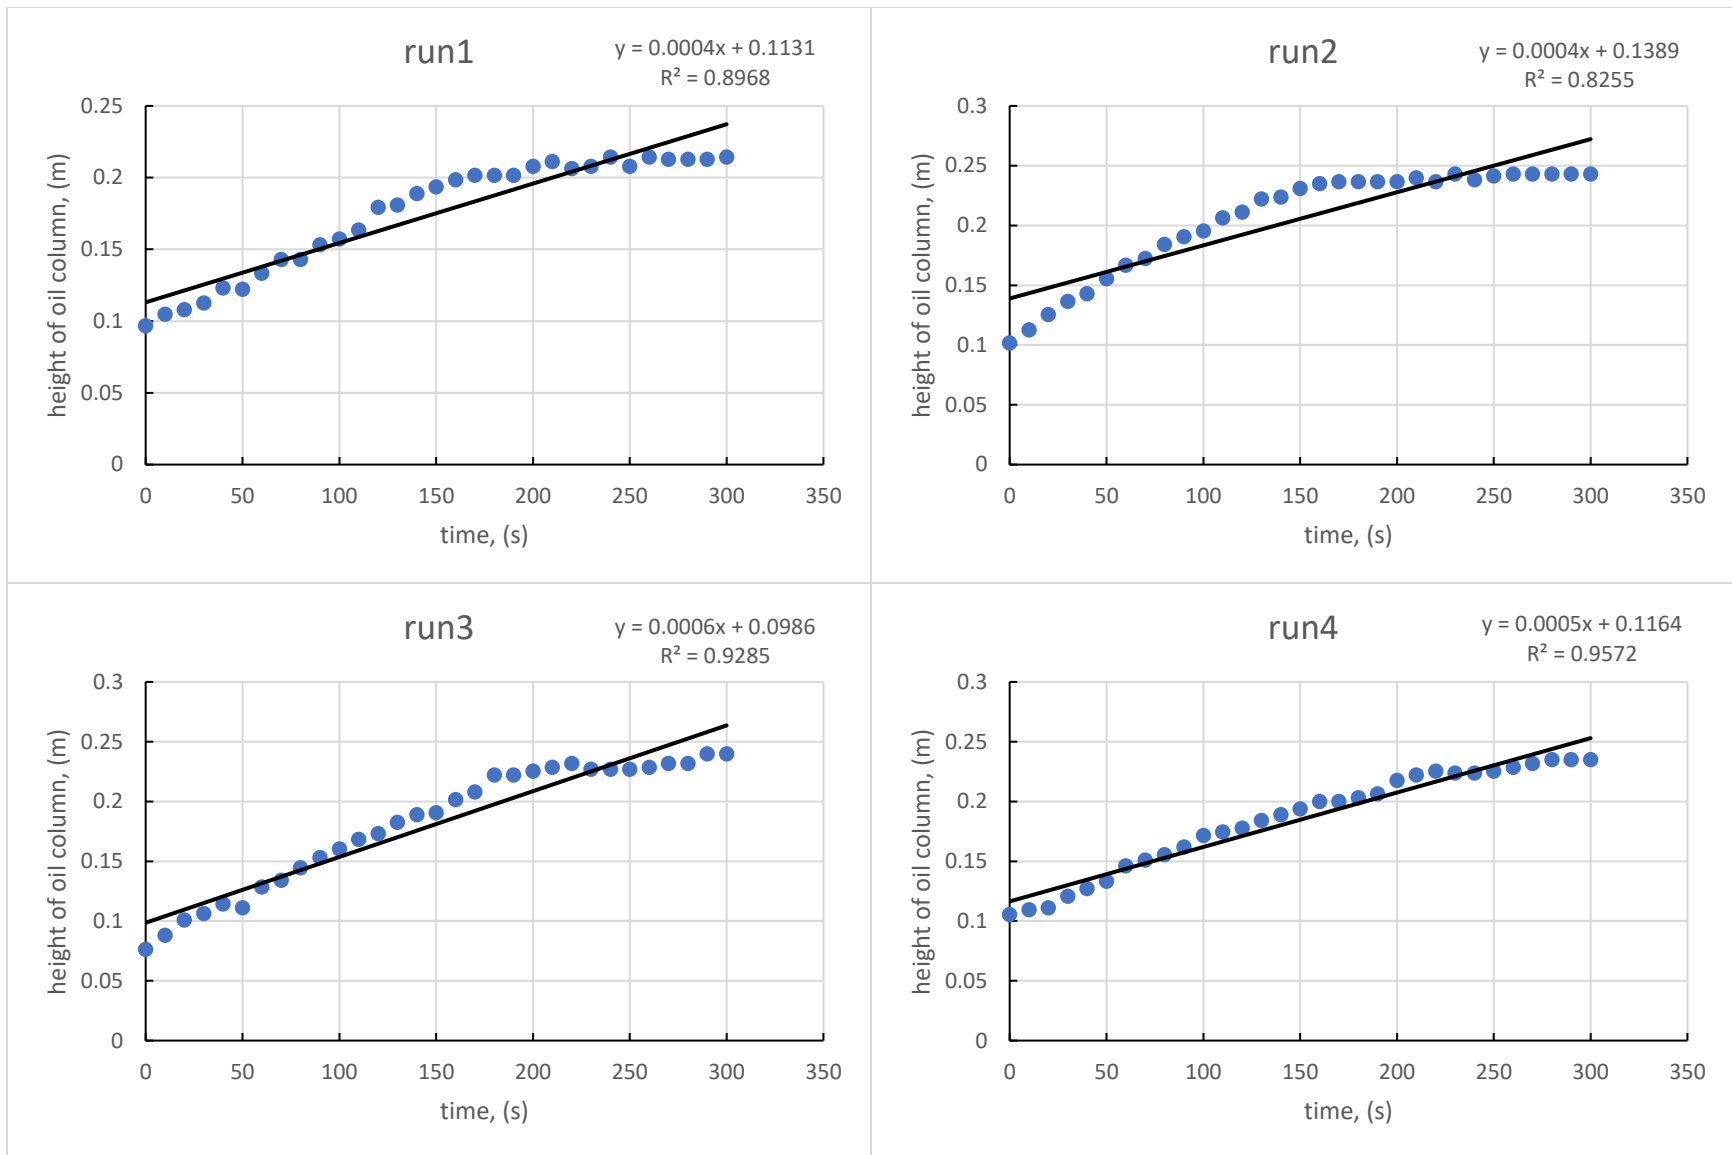 run1
y = 0.0004x + 0.1131
R² = 0.8968
0.25
0.2
0.15
0.1
0.05
0
height of oil column, (m)
0 50 100 150 200 250 300 350
time, (s)
run2
y = 0.0004x + 0.1389
R² = 0.8255
0.3
0.25
0.2
0.15
0.1
0.05
0
height of oil column, (m)
0 50 100 150 200 250 300 350
time, (s)
run3
y = 0.0006x + 0.0986
R² = 0.9285
0.3
0.25
0.2
0.15
0.1
0.05
0
height of oil column, (m)
0 50 100 150 200 250 300 350
time, (s)
run4
y = 0.0005x + 0.1164
R² = 0.9572
0.3
0.25
0.2
0.15
0.1
0.05
0
height of oil column, (m)
0 50 100 150 200 250 300 350
time, (s)